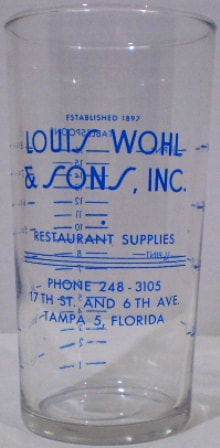 ESTABLISHED 1897
LOUIS WOHL
& SONS, INC.
RESTAURANT SUPPLIES
PHONE 248-3105
17TH ST. AND 6TH AVE.
TAMPA 5, FLORIDA